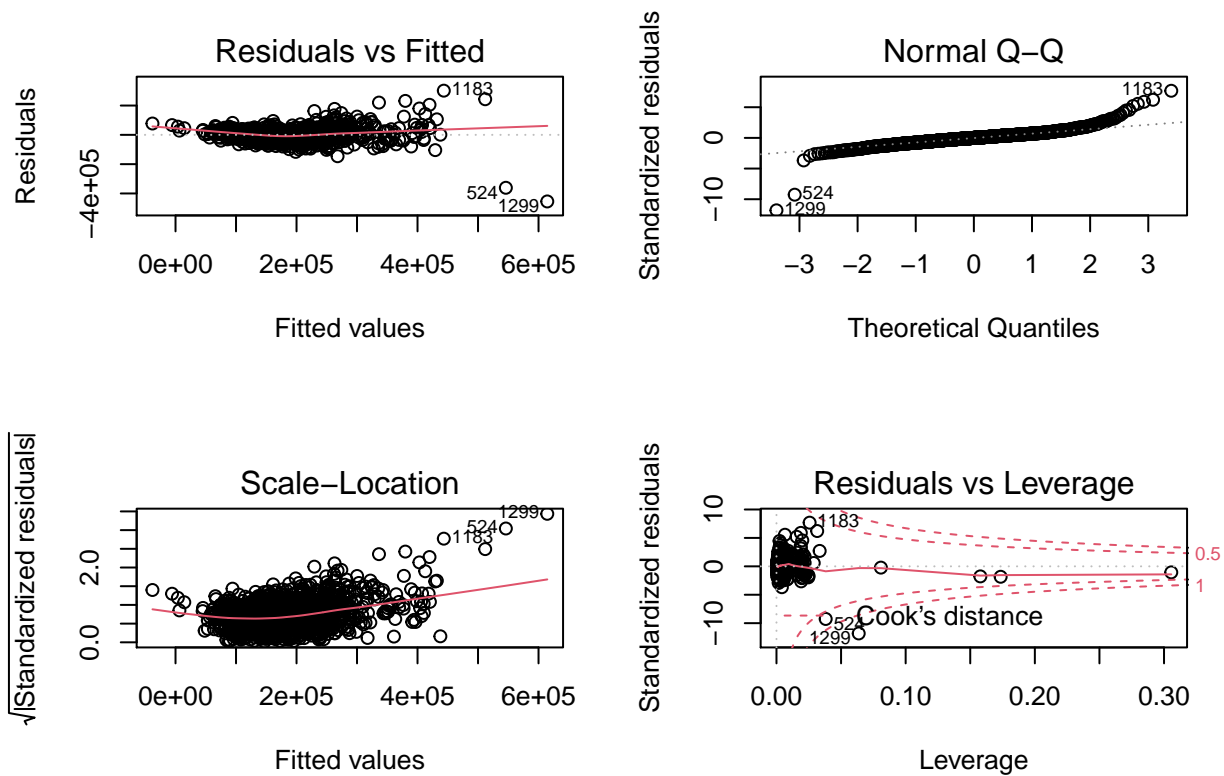 Residuals vs Fitted
Residuals
−4e+05
1183
524
1299
0e+00 2e+05 4e+05 6e+05
Fitted values
Normal Q−Q
Standardized residuals
0
−10
1183
524
1299
−3 −2 −1 0 1 2 3
Theoretical Quantiles
Scale−Location
√|Standardized residuals|
2.0
0.0
1299
524
1183
0e+00 2e+05 4e+05 6e+05
Fitted values
Residuals vs Leverage
Standardized residuals
10
0
−10
1183
0.5
1
Cook's distance
524
1299
0.00 0.10 0.20 0.30
Leverage